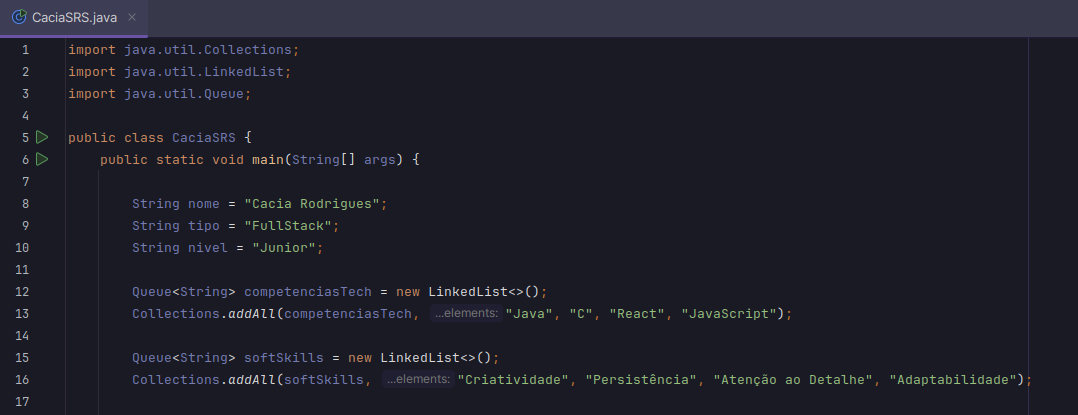 CaciaSRS.java ×
1 import java.util.Collections;
2 import java.util.LinkedList;
3 import java.util.Queue;
4
5 public class CaciaSRS {
6 public static void main(String[] args) {
7
8 String nome = "Cacia Rodrigues";
9 String tipo = "FullStack";
10 String nivel = "Junior";
11
12 Queue<String> competenciasTech = new LinkedList<>();
13 Collections.addAll(competenciasTech, ...elements: "Java", "C", "React", "JavaScript");
14
15 Queue<String> softSkills = new LinkedList<>();
16 Collections.addAll(softSkills, ...elements: "Criatividade", "Persistência", "Atenção ao Detalhe", "Adaptabilidade");
17